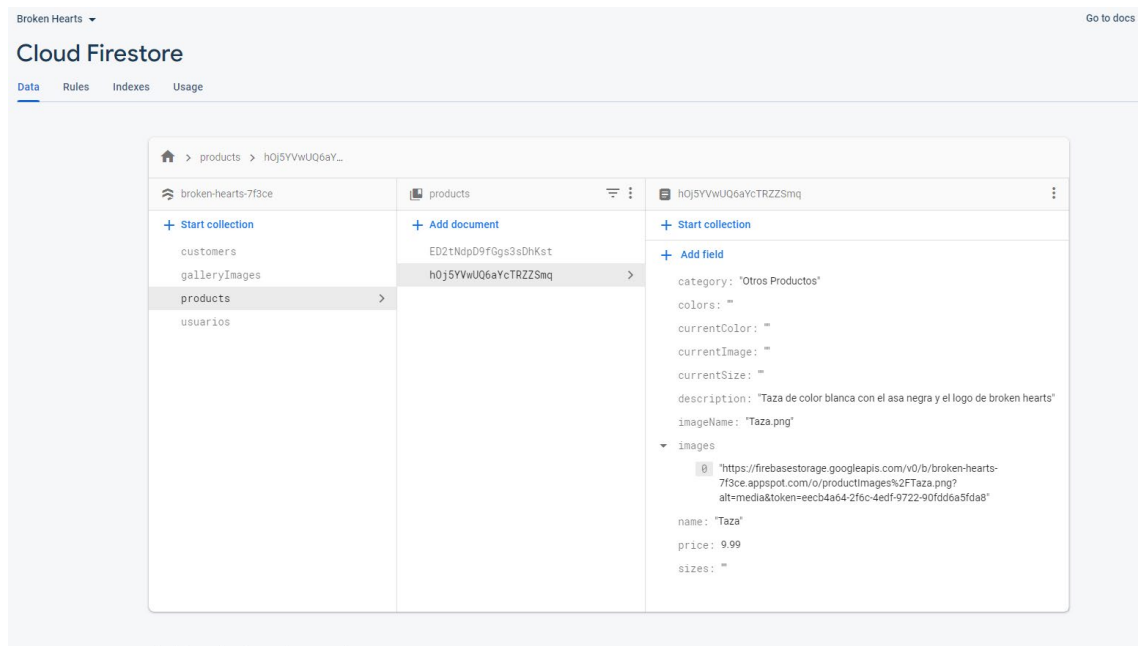 Broken Hearts
Go to docs
Cloud Firestore
Data Rules Indexes Usage
products > hOj5YVwUQ6aY...
broken-hearts-7f3ce
products
hOj5YVwUQ6aYcTRZZSmq
+ Start collection
+ Add document
+ Start collection
customers
galleryImages
products
usuarios
ED2tNdpD9fGgs3sDhKst
hOj5YVwUQ6aYcTRZZSmq
+ Add field
category: "Otros Productos"
colors: ""
currentColor: ""
currentImage: ""
currentSize: ""
description: "Taza de color blanca con el asa negra y el logo de broken hearts"
imageName: "Taza.png"
images
0 "https://firebasestorage.googleapis.com/v0/b/broken-hearts-
7f3ce.appspot.com/o/productImages%2FTaza.png?
alt=media&token=eecb4a64-2f6c-4edf-9722-90fdd6a5fda8"
name: "Taza"
price: 9.99
sizes: ""